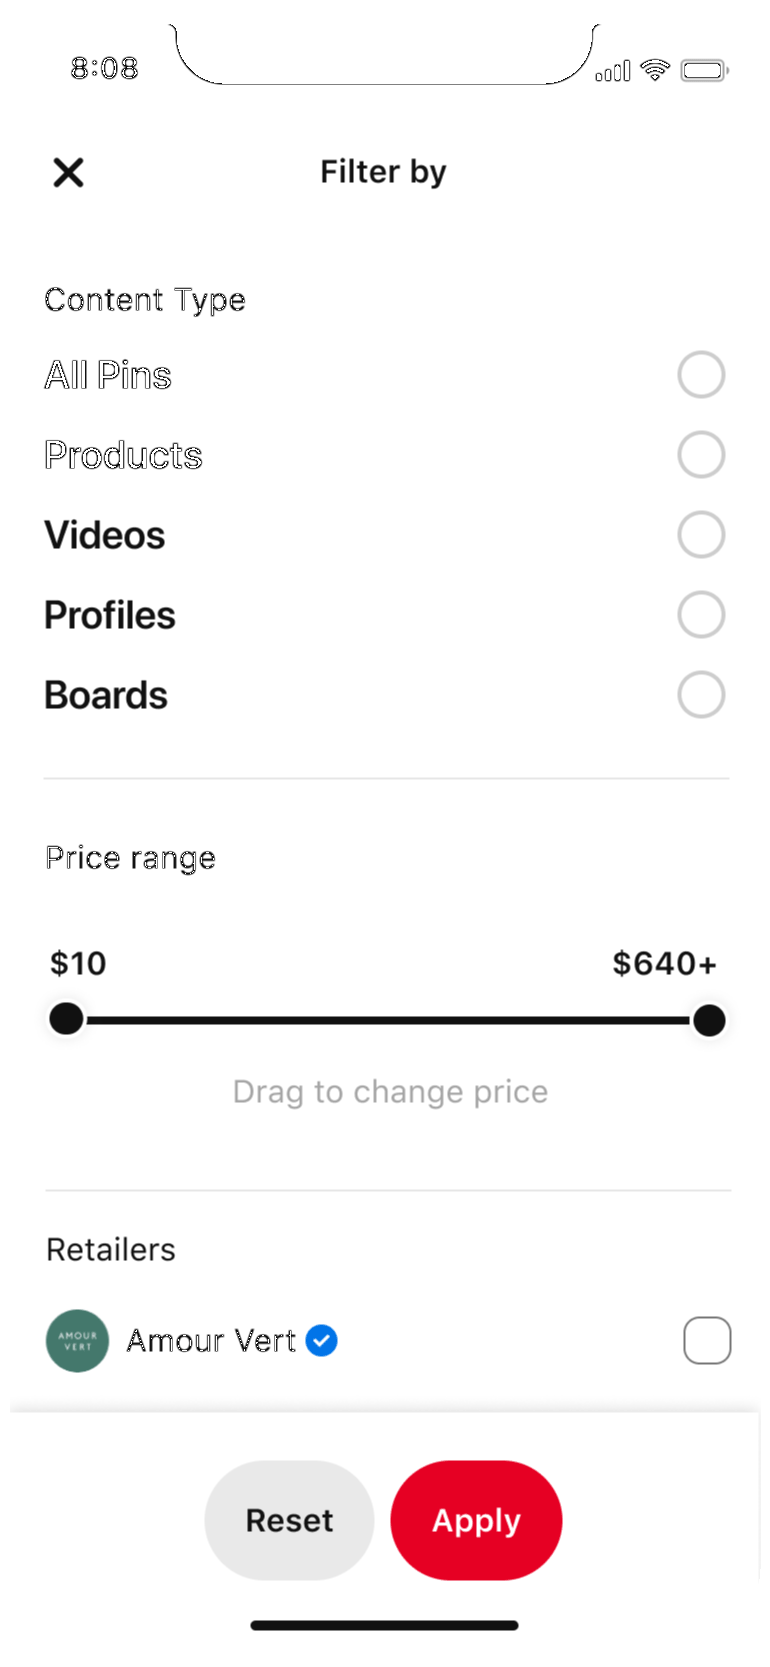 8:08
Filter by
Content Type
All Pins
Products
Videos
Profiles
Boards
Price range
$10 $640+
Drag to change price
Retailers
AMOUR
VERT
Amour Vert
Reset Apply